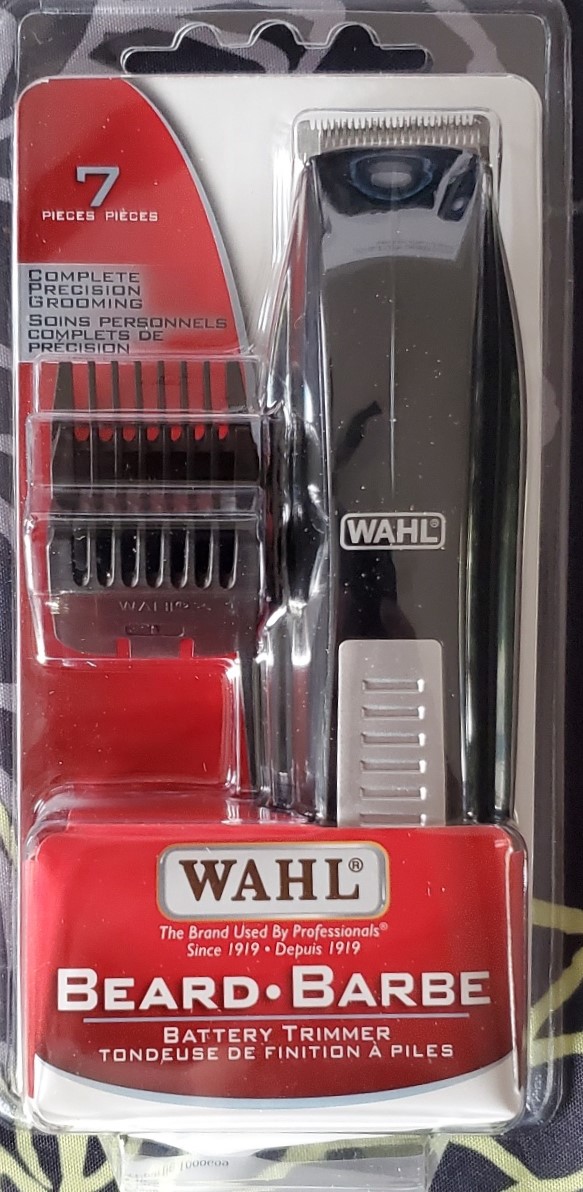 7
PIECES PIÈCES
COMPLETE
PRECISION
GROOMING
SOINS PERSONNELS
COMPLETS DE
PRÉCISION
WAHL
WAHL®
WAHL®
The Brand Used By Professionals®
Since 1919 • Depuis 1919
BEARD•BARBE
BATTERY TRIMMER
TONDEUSE DE FINITION À PILES